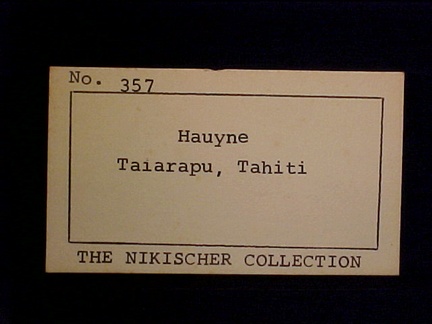 No. 357
Hauyne
Taiarapu, Tahiti
THE NIKISCHER COLLECTION